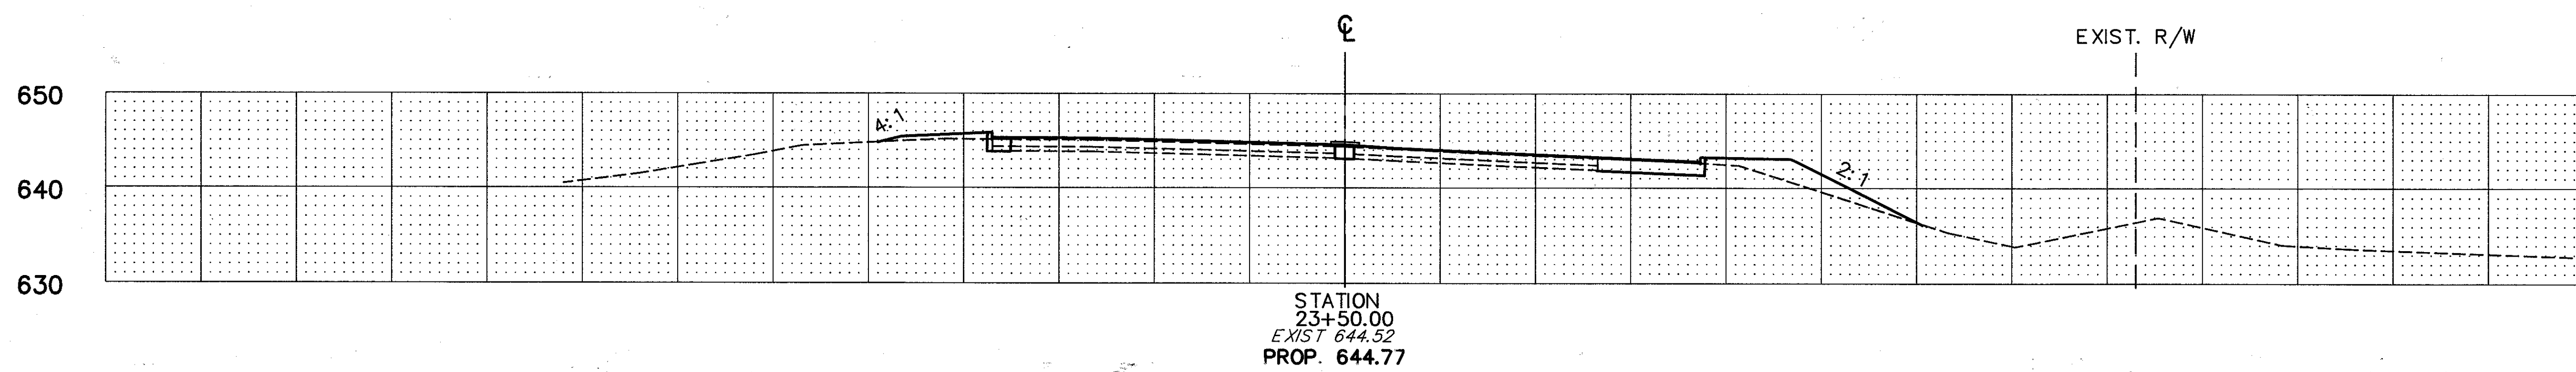 ℄
EXIST. R/W
650
4:1
640
2:1
630
STATION
23+50.00
EXIST 644.52
PROP. 644.77